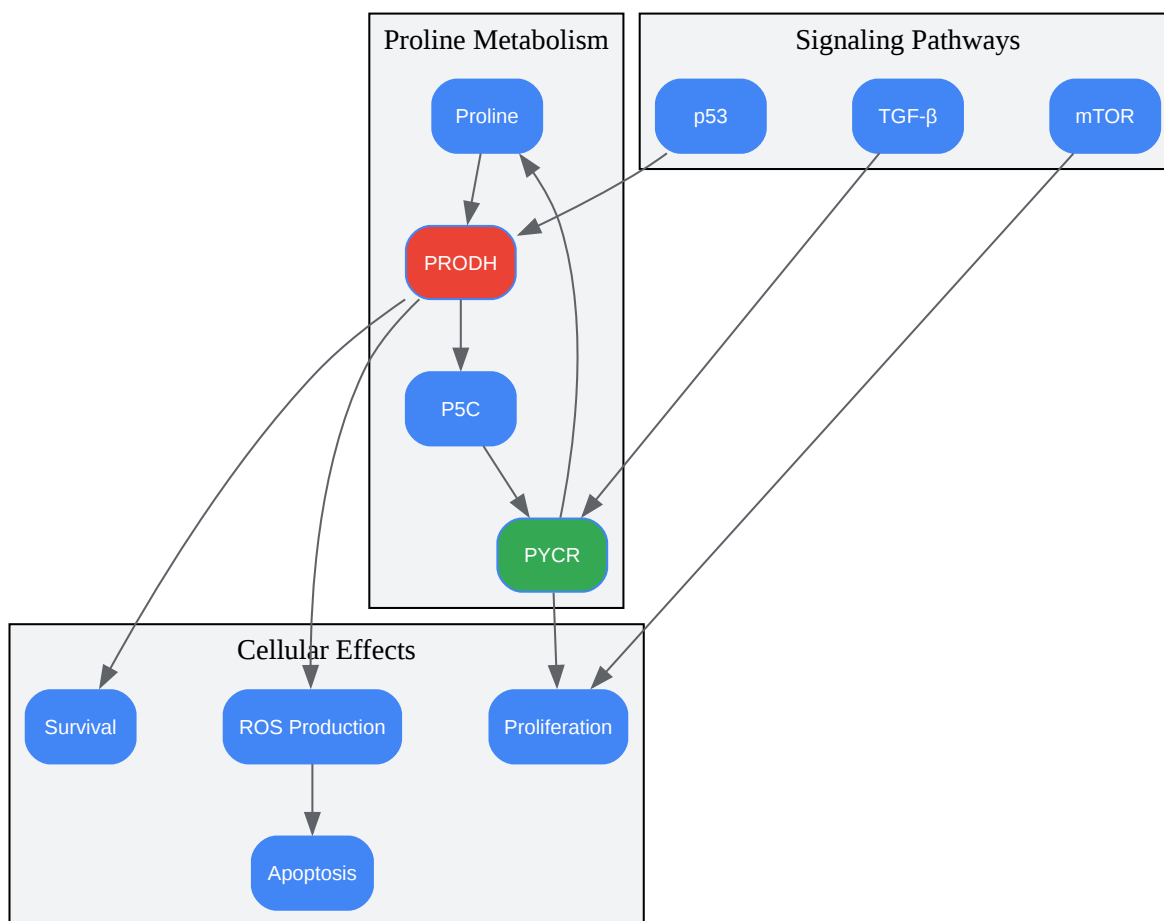 Proline Metabolism
Signaling Pathways
Proline
p53
TGF-β
mTOR
PRODH
P5C
PYCR
Cellular Effects
Survival
ROS Production
Proliferation
Apoptosis